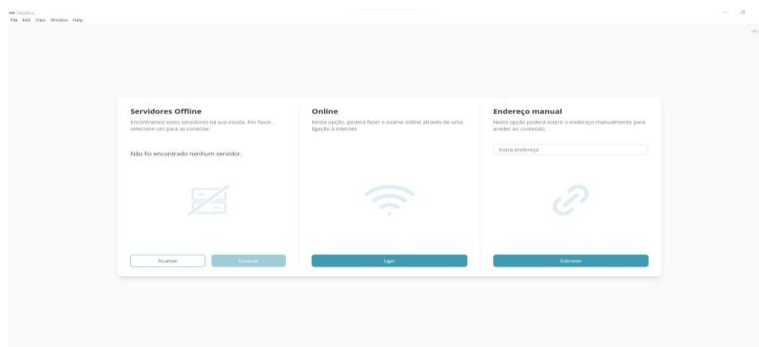 File Edit View Window Help
Servidores Offline
Encontramos estes servidores na sua escola. Por favor,
selecione um para se conectar.
Não foi encontrado nenhum servidor.
Atualizar
Conectar
Online
Nesta opção, poderá fazer o exame online através de uma
ligação à internet.
Ligar
Endereço manual
Nesta opção poderá inserir o endereço manualmente para
aceder ao conteúdo.
Insira endereço
Submeter